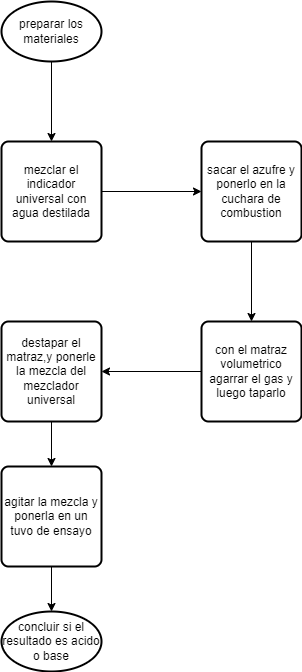 preparar los
materiales
mezclar el
indicador
universal con
agua destilada
sacar el azufre y
ponerlo en la
cuchara de
combustion
con el matraz
volumetrico
agarrar el gas y
luego taparlo
destapar el
matraz,y ponerle
la mezcla del
mezclador
universal
agitar la mezcla y
ponerla en un
tuvo de ensayo
concluir si el
resultado es acido
o base